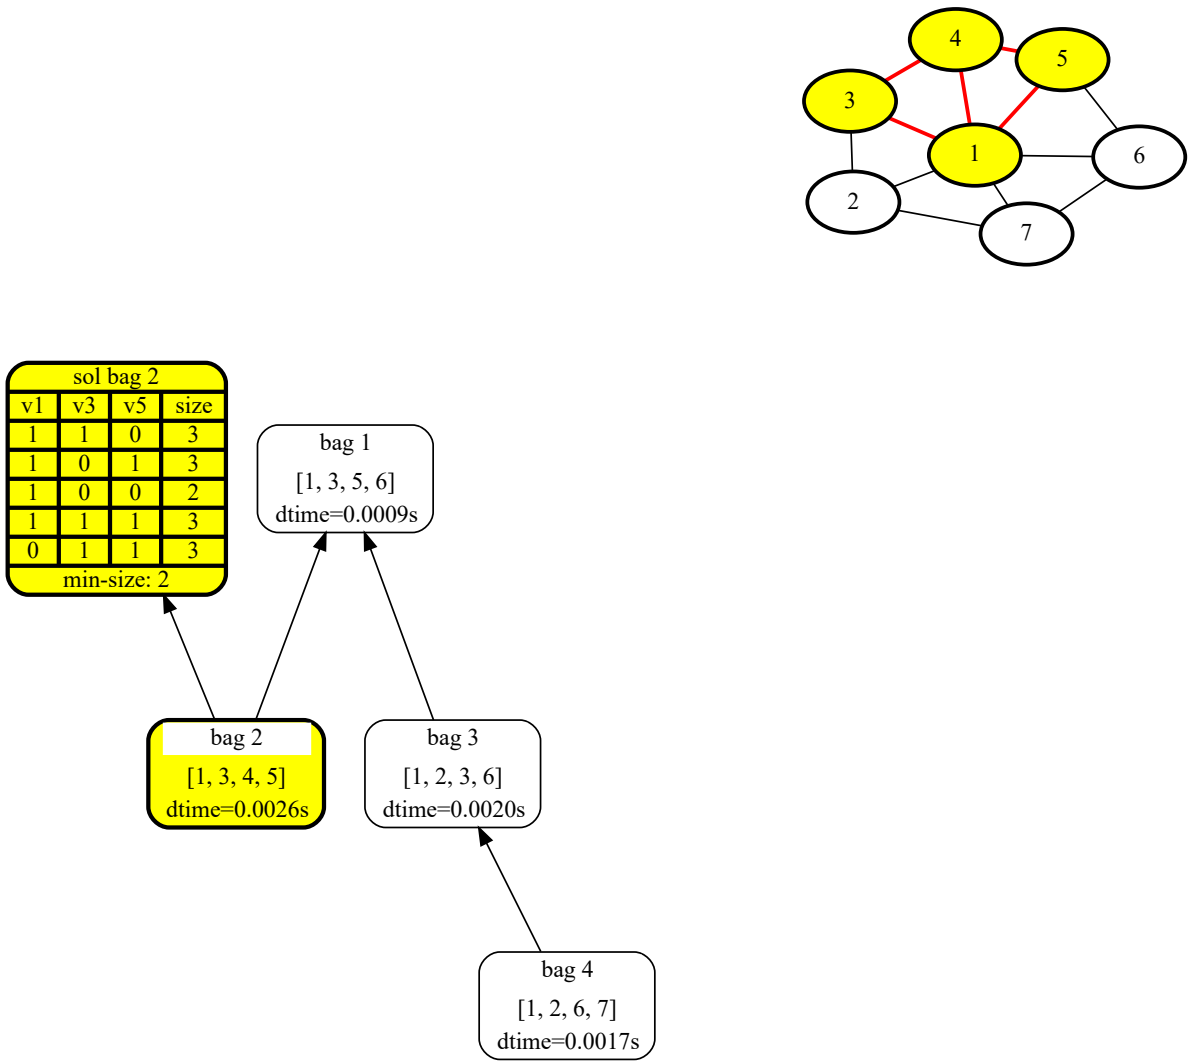 4
5
3
1
6
2
7
sol bag 2
v1 v3 v5 size
1 1 0 3
1 0 1 3
1 0 0 2
1 1 1 3
0 1 1 3
min-size: 2
bag 1
[1, 3, 5, 6]
dtime=0.0009s
bag 2
[1, 3, 4, 5]
dtime=0.0026s
bag 3
[1, 2, 3, 6]
dtime=0.0020s
bag 4
[1, 2, 6, 7]
dtime=0.0017s